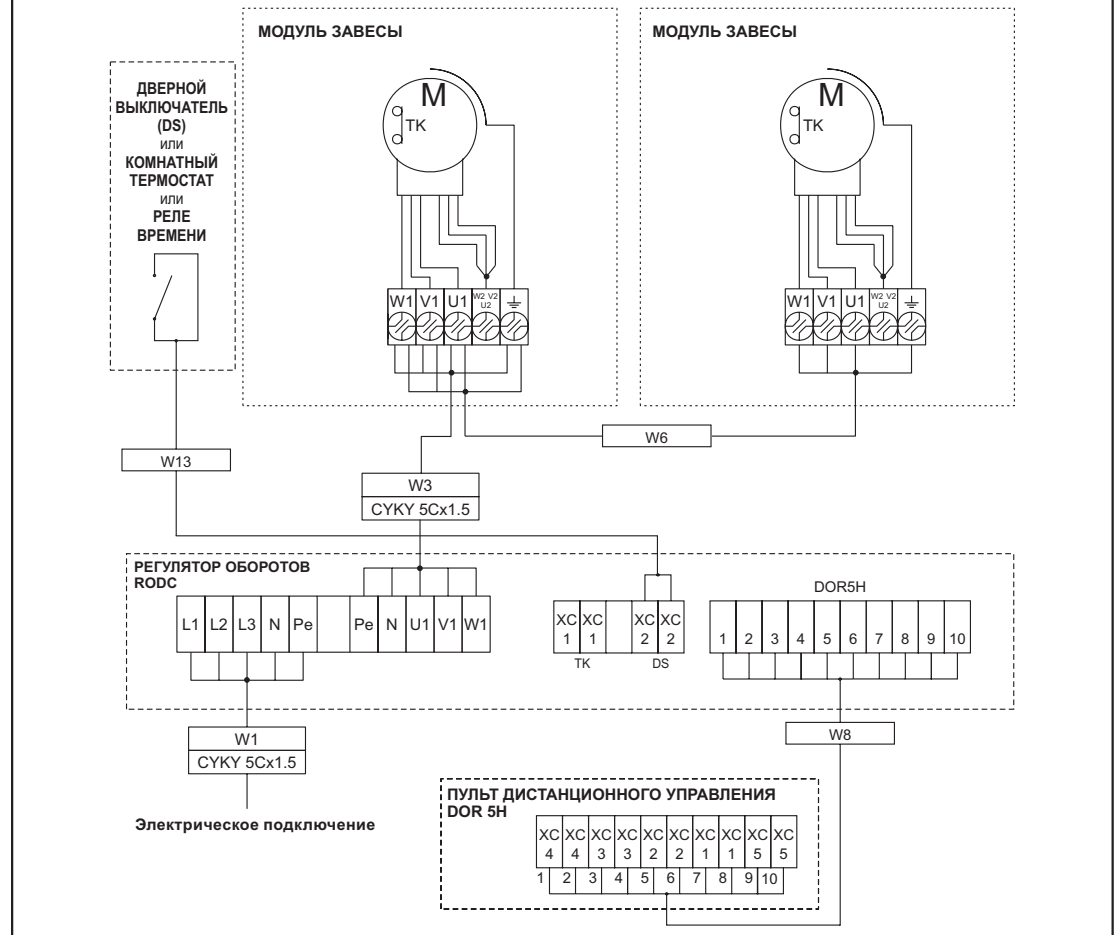 МОДУЛЬ ЗАВЕСЫ
МОДУЛЬ ЗАВЕСЫ
ДВЕРНОЙ
ВЫКЛЮЧАТЕЛЬ
(DS)
или
КОМНАТНЫЙ
ТЕРМОСТАТ
или
РЕЛЕ
ВРЕМЕНИ
M
TK
M
TK
W1 V1 U1 W2 V2 U2
W1 V1 U1 W2 V2 U2
W6
W13
W3
CYKY 5Cx1.5
РЕГУЛЯТОР ОБОРОТОВ
RODC
L1 L2 L3 N Pe Pe N U1 V1 W1
XC 1 XC 1 XC 2 XC 2
TK DS
DOR5H
1 2 3 4 5 6 7 8 9 10
W1
CYKY 5Cx1.5
W8
Электрическое подключение
ПУЛЬТ ДИСТАНЦИОННОГО УПРАВЛЕНИЯ
DOR 5H
XC XC XC XC XC XC XC XC XC XC
4 4 3 3 2 2 1 1 5 5
1 2 3 4 5 6 7 8 9 10